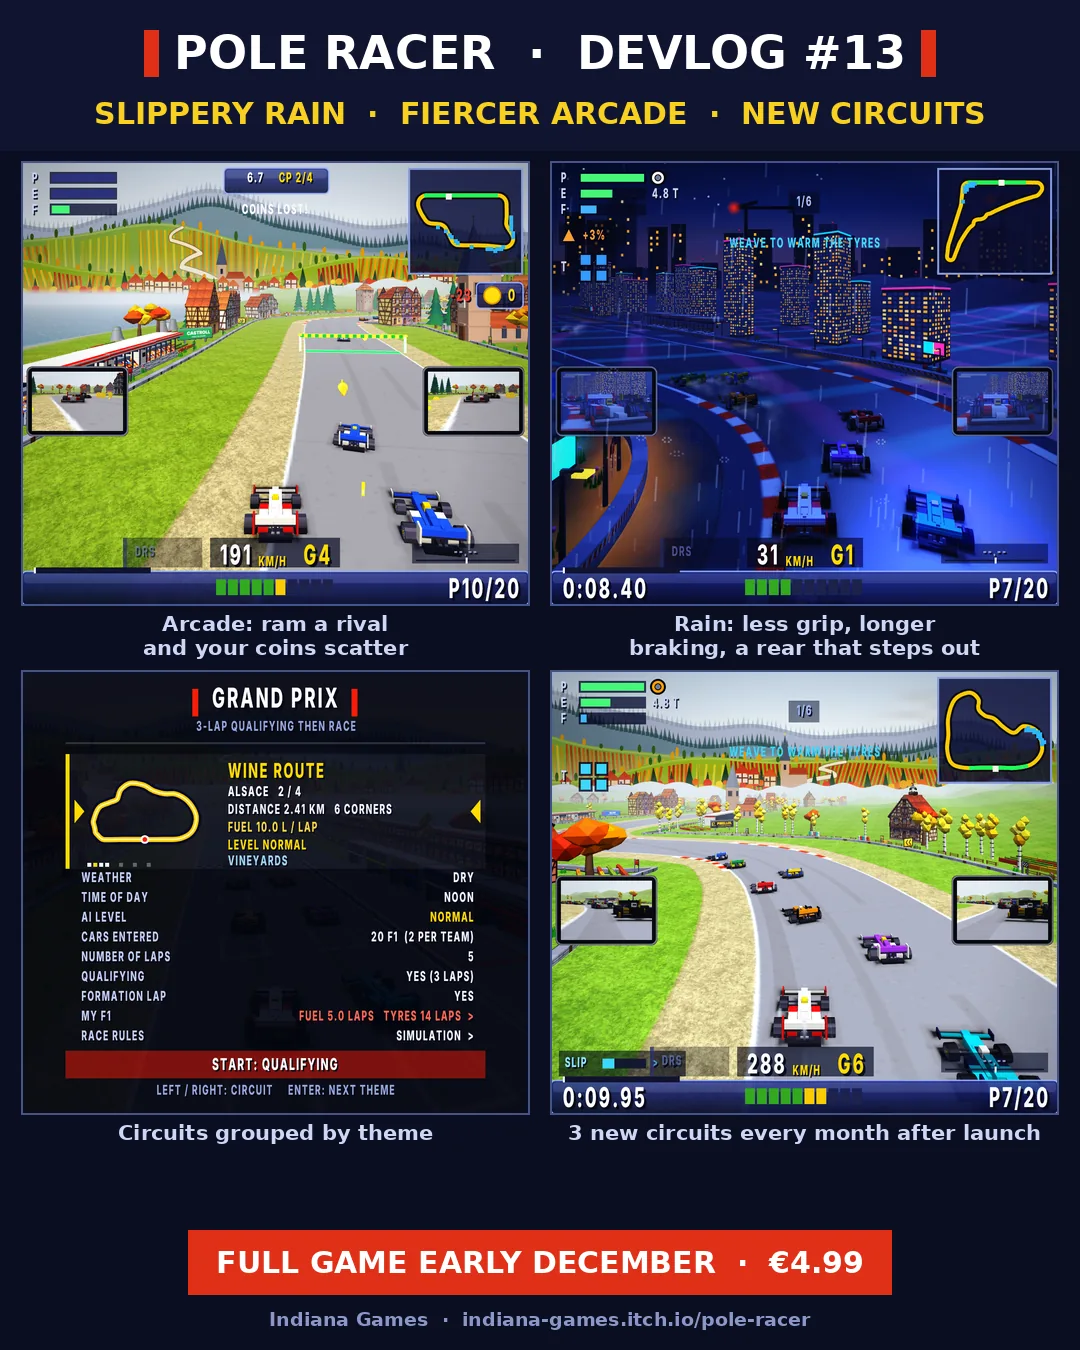 POLE RACER · DEVLOG #13
SLIPPERY RAIN · FIERCER ARCADE · NEW CIRCUITS
P
E
F
6.7 CP 2/4
COINS LOST!
-23
0
CASTROLL
DRS
191 KM/H G4
--.--
P10/20
Arcade: ram a rival
and your coins scatter
P
E 4.8 T
F
+3%
T
1/6
WEAVE TO WARM THE TYRES
DRS
31 KM/H G1
--.--
0:08.40 P7/20
Rain: less grip, longer
braking, a rear that steps out
GRAND PRIX
3-LAP QUALIFYING THEN RACE
WINE ROUTE
ALSACE 2 / 4
DISTANCE 2.41 KM 6 CORNERS
FUEL 10.0 L / LAP
LEVEL NORMAL
VINEYARDS
WEATHER DRY
TIME OF DAY NOON
AI LEVEL NORMAL
CARS ENTERED 20 F1 (2 PER TEAM)
NUMBER OF LAPS 5
QUALIFYING YES (3 LAPS)
FORMATION LAP YES
MY F1 FUEL 5.0 LAPS TYRES 14 LAPS >
RACE RULES SIMULATION >
START: QUALIFYING
LEFT / RIGHT: CIRCUIT ENTER: NEXT THEME
Circuits grouped by theme
P
E 4.8 T
F
T
1/6
WEAVE TO WARM THE TYRES
SLIP > DRS
288 KM/H G6
0:09.95 P7/20
3 new circuits every month after launch
FULL GAME EARLY DECEMBER · €4.99
Indiana Games · indiana-games.itch.io/pole-racer